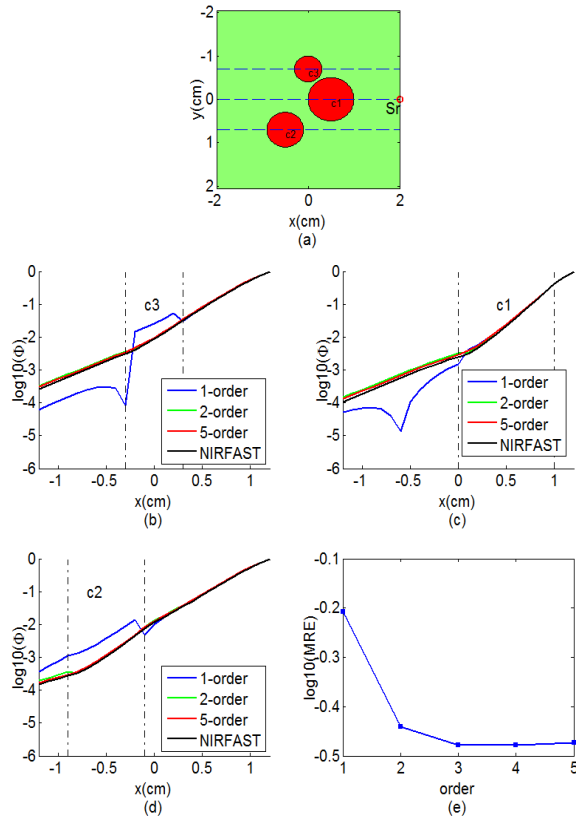 -2
-1
0
1
2
y(cm)
c3
c1
c2
Sr
-2
0
2
x(cm)
(a)
0
-1
-2
-3
-4
-5
-6
log10(Φ)
c3
1-order
2-order
5-order
NIRFAST
-1
-0.5
0
0.5
1
x(cm)
(b)
0
-1
-2
-3
-4
-5
-6
log10(Φ)
c1
1-order
2-order
5-order
NIRFAST
-1
-0.5
0
0.5
1
x(cm)
(c)
0
-1
-2
-3
-4
-5
-6
log10(Φ)
c2
1-order
2-order
5-order
NIRFAST
-1
-0.5
0
0.5
1
x(cm)
(d)
-0.1
-0.2
-0.3
-0.4
-0.5
log10(MRE)
1
2
3
4
5
order
(e)